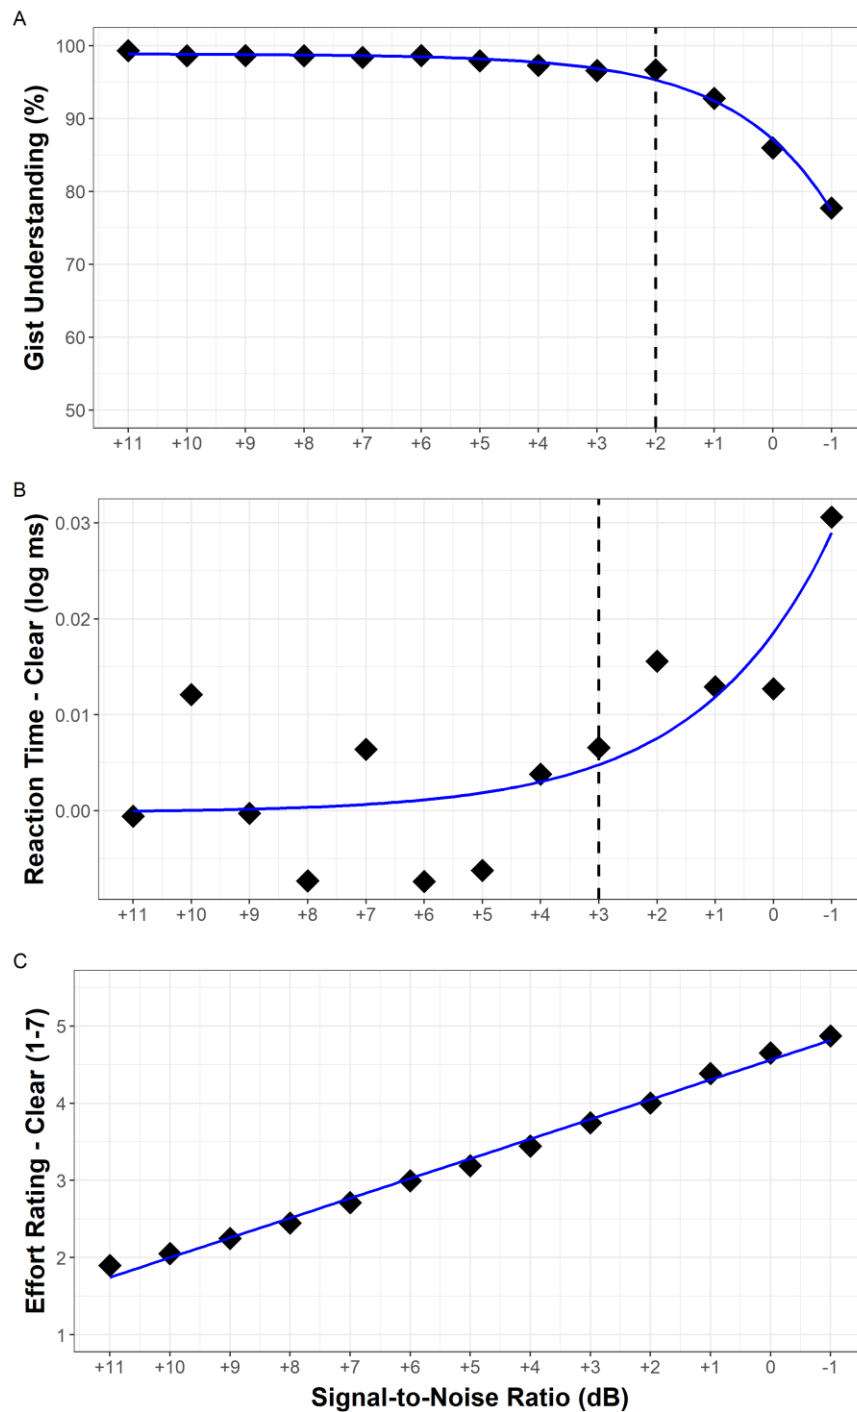 A
Gist Understanding (%)
100
90
80
70
60
50
+11 +10 +9 +8 +7 +6 +5 +4 +3 +2 +1 0 -1
B
Reaction Time - Clear (log ms)
0.03
0.02
0.01
0.00
+11 +10 +9 +8 +7 +6 +5 +4 +3 +2 +1 0 -1
C
Effort Rating - Clear (1-7)
5
4
3
2
1
+11 +10 +9 +8 +7 +6 +5 +4 +3 +2 +1 0 -1
Signal-to-Noise Ratio (dB)